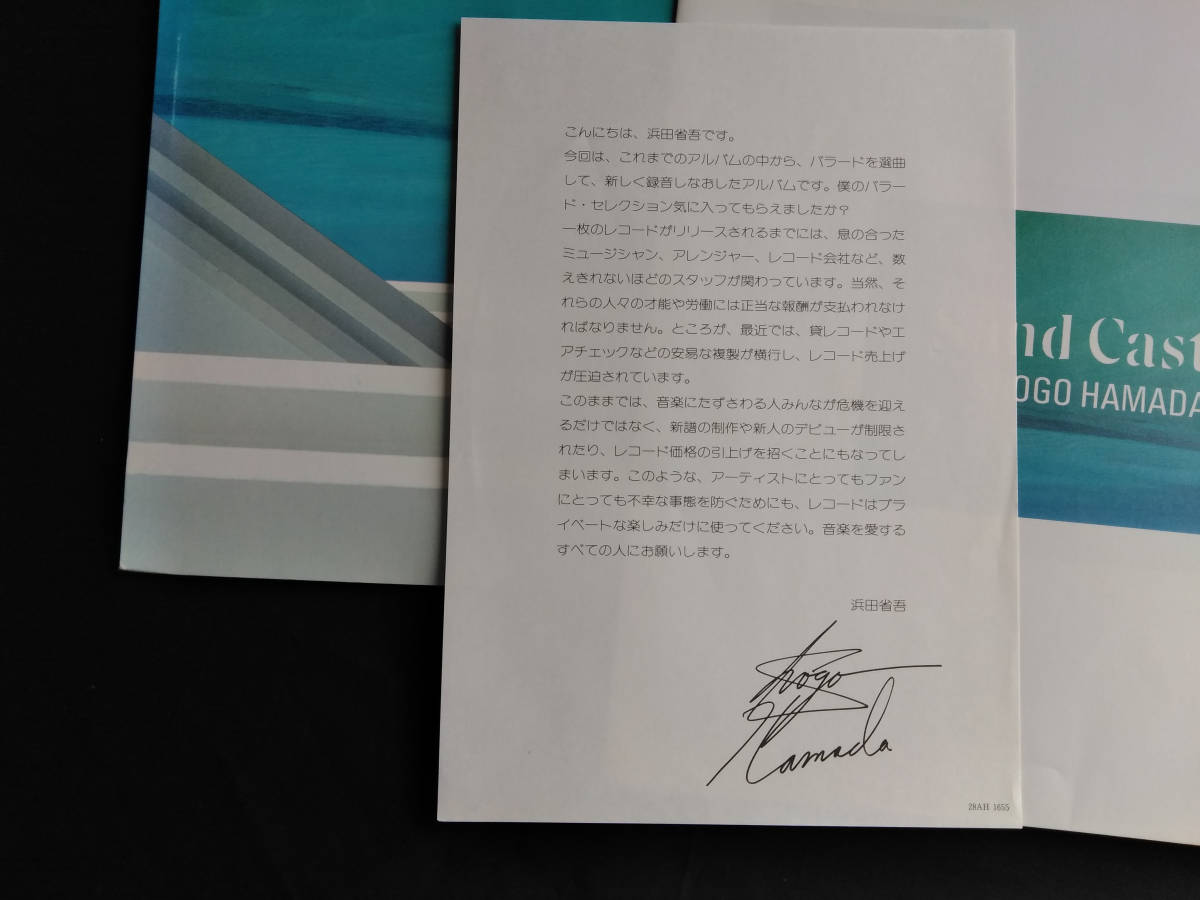 こんにちは、浜田省吾です。
今回は、これまでのアルバムの中から、バラードを選曲
して、新しく録音しなおしたアルバムです。僕のバラー
ド・セレクション気に入ってもらえましたか?
一枚のレコードがリリースされるまでには、息の合った
ミュージシャン、アレンジャー、レコード会社など、数
えきれないほどのスタッフが関わっています。当然、そ
れらの人々の才能や労働には正当な報酬が支払われなけ
ればなりません。ところが、最近では、貸レコードやエ
アチェックなどの安易な複製が横行し、レコード売上げ
が圧迫されています。
このままでは、音楽にたずさわる人みんなが危機を迎え
るだけではなく、新譜の制作や新人のデビューが制限さ
れたり、レコード価格の引上げを招くことにもなってし
まいます。このような、アーティストにとってもファン
にとっても不幸な事態を防ぐためにも、レコードはプラ
イベートな楽しみだけに使ってください。音楽を愛する
すべての人にお願いします。
浜田省吾
Shogo
Hamada
28AH 1655
nd Cast
OGO HAMADA